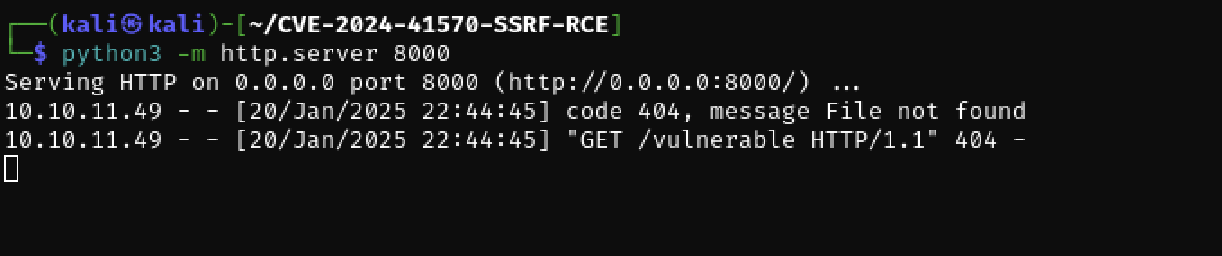 ┌──(kali㉿kali)-[~/CVE-2024-41570-SSRF-RCE]
└─$ python3 -m http.server 8000
Serving HTTP on 0.0.0.0 port 8000 (http://0.0.0.0:8000/) ...
10.10.11.49 - - [20/Jan/2025 22:44:45] code 404, message File not found
10.10.11.49 - - [20/Jan/2025 22:44:45] "GET /vulnerable HTTP/1.1" 404 -